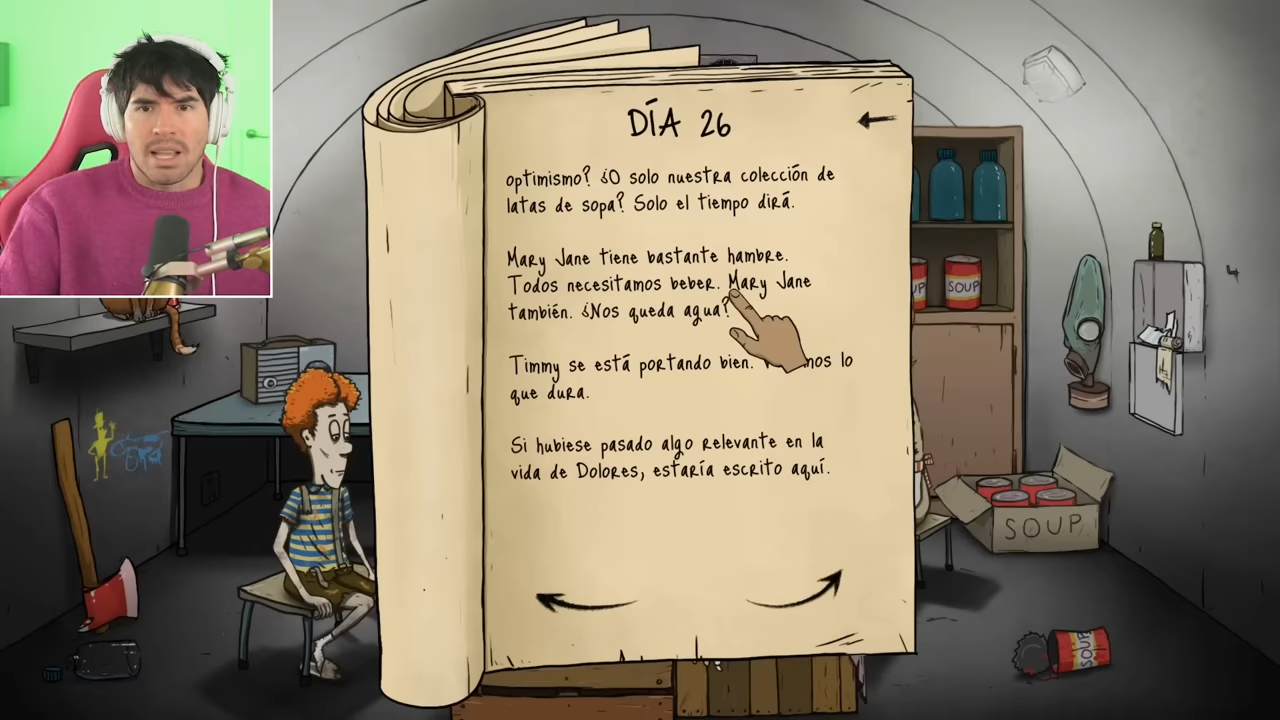 DÍA 26
optimismo? ¿O solo nuestra colección de
latas de sopa? Solo el tiempo dirá.
Mary Jane tiene bastante hambre.
Todos necesitamos beber. Mary Jane
también. ¿Nos queda agua?
Timmy se está portando bien. mos lo
que dura.
Si hubiese pasado algo relevante en la
vida de Dolores, estaría escrito aquí.
SOUP
SOUP
SOUP